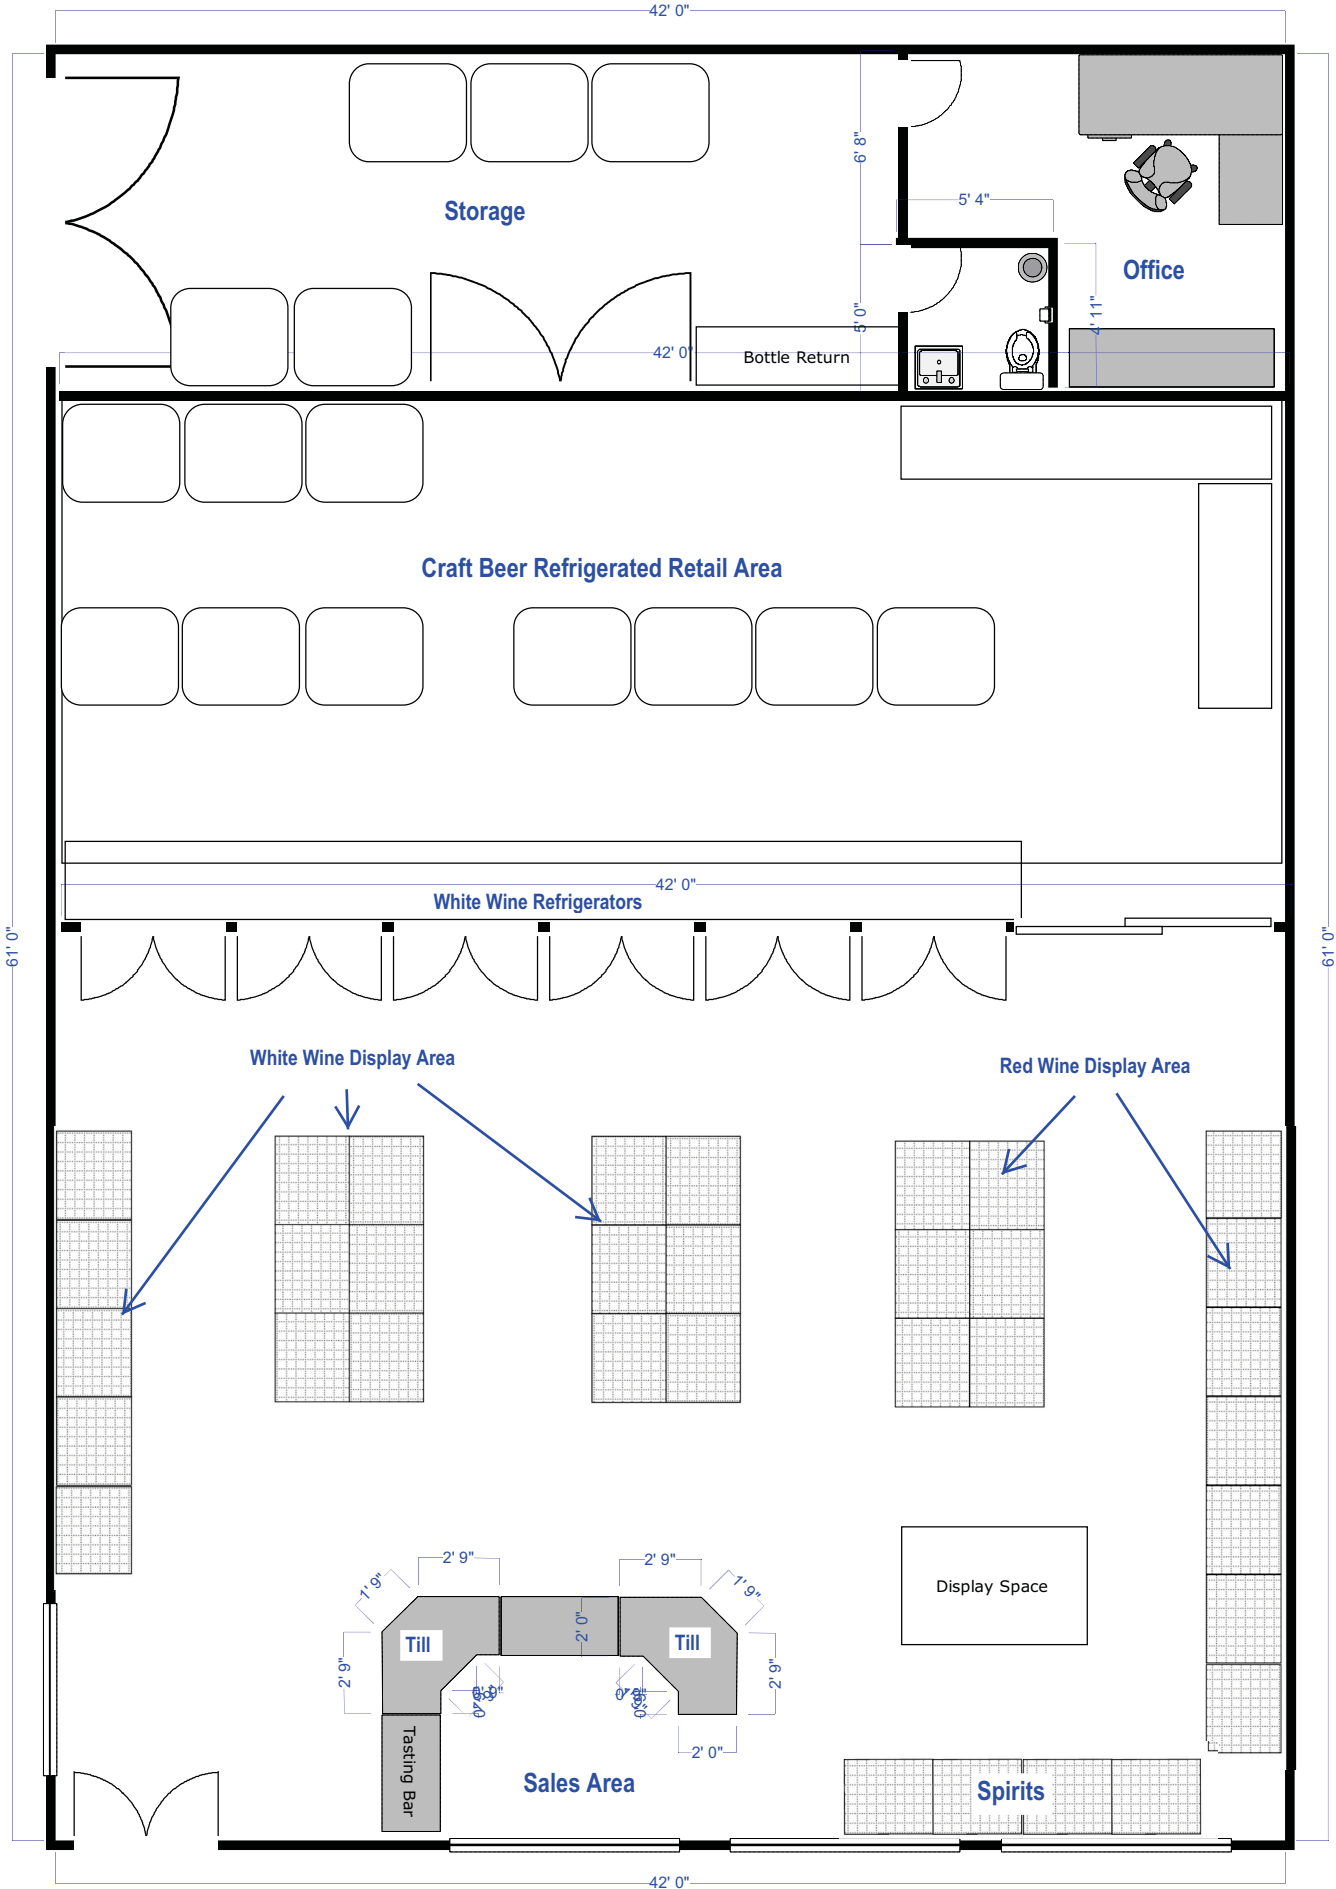 42' 0"
6' 8"
5' 4"
Storage
Office
5' 0"
4' 11"
42' 0"
Bottle Return
Craft Beer Refrigerated Retail Area
42' 0"
White Wine Refrigerators
61' 0"
61' 0"
White Wine Display Area
Red Wine Display Area
2' 9"
2' 9"
1' 9"
1' 9"
Display Space
2' 0"
Till
Till
2' 9"
2' 9"
0' 9"
2' 0"
Tasting Bar
Sales Area
Spirits
42' 0"